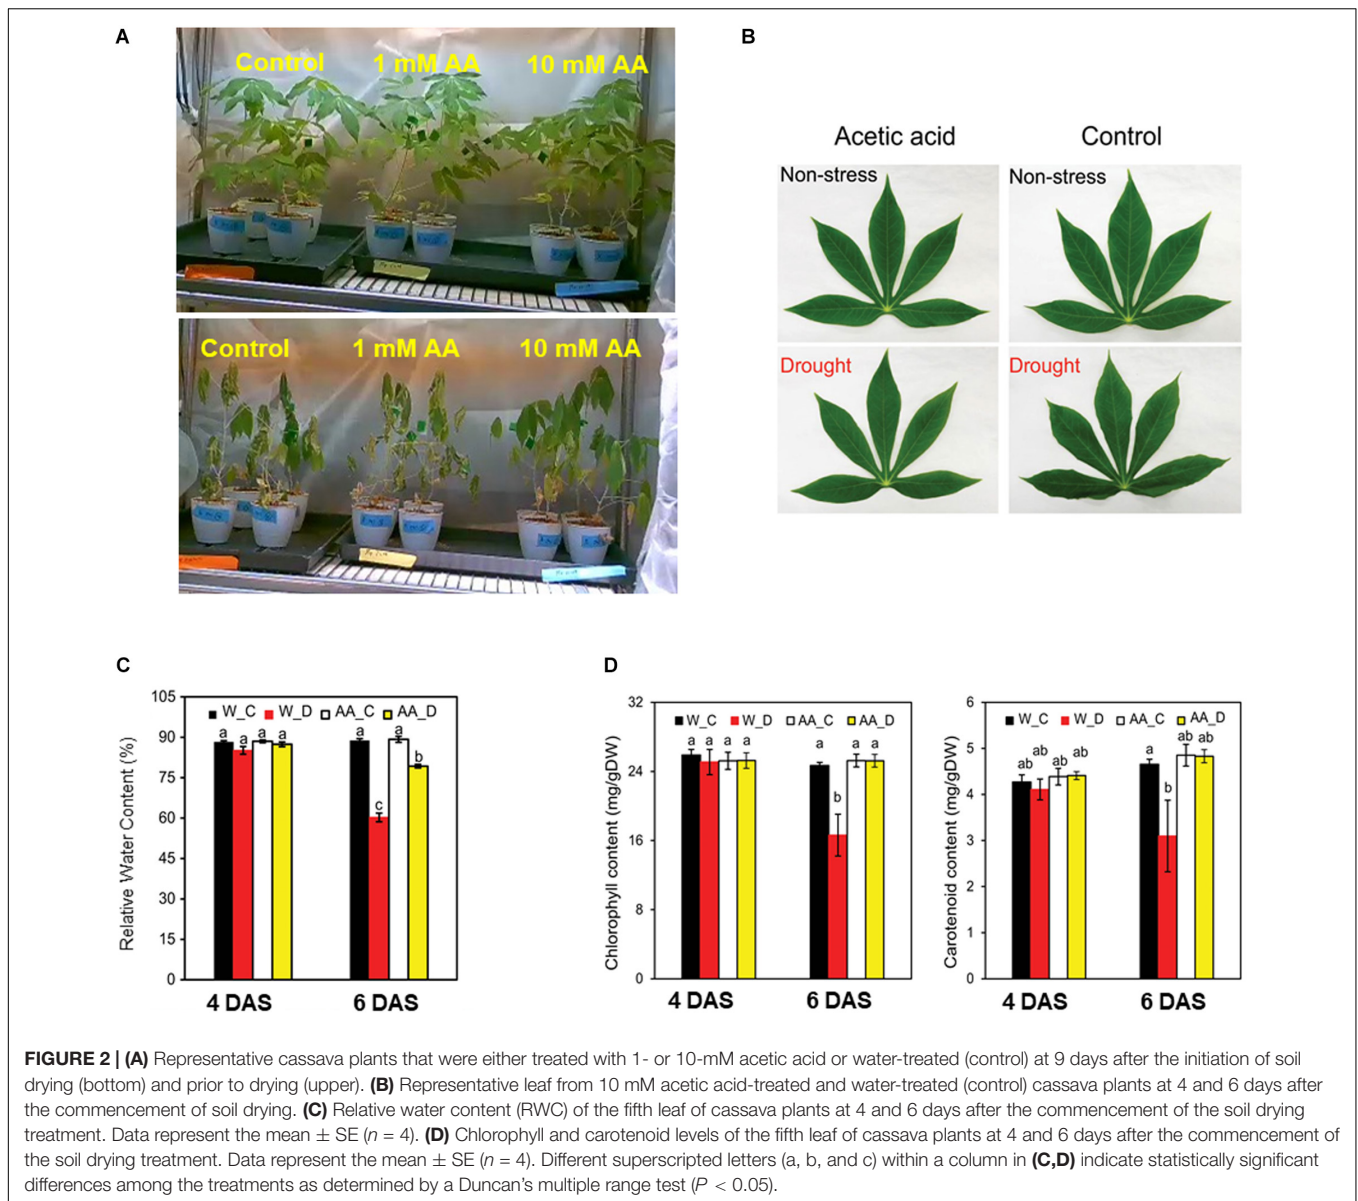 A
Control 1 mM AA 10 mM AA
Control 1 mM AA 10 mM AA
B
Acetic acid Control
Non-stress Non-stress
Drought Drought
C
Relative Water Content (%)
105
90
75
60
45
30
15
0
W_C W_D AA_C AA_D
a a a a a c a b
4 DAS 6 DAS
D
Chlorophyll content (mg/gDW)
32
24
16
8
0
W_C W_D AA_C AA_D
a a a a a b a a
4 DAS 6 DAS
Carotenoid content (mg/gDW)
6
5
4
3
2
1
0
W_C W_D AA_C AA_D
ab ab ab ab a b ab ab
4 DAS 6 DAS
FIGURE 2 | (A) Representative cassava plants that were either treated with 1- or 10-mM acetic acid or water-treated (control) at 9 days after the initiation of soil
drying (bottom) and prior to drying (upper). (B) Representative leaf from 10 mM acetic acid-treated and water-treated (control) cassava plants at 4 and 6 days after
the commencement of soil drying. (C) Relative water content (RWC) of the fifth leaf of cassava plants at 4 and 6 days after the commencement of the soil drying
treatment. Data represent the mean ± SE (n = 4). (D) Chlorophyll and carotenoid levels of the fifth leaf of cassava plants at 4 and 6 days after the commencement of
the soil drying treatment. Data represent the mean ± SE (n = 4). Different superscripted letters (a, b, and c) within a column in (C,D) indicate statistically significant
differences among the treatments as determined by a Duncan's multiple range test (P < 0.05).